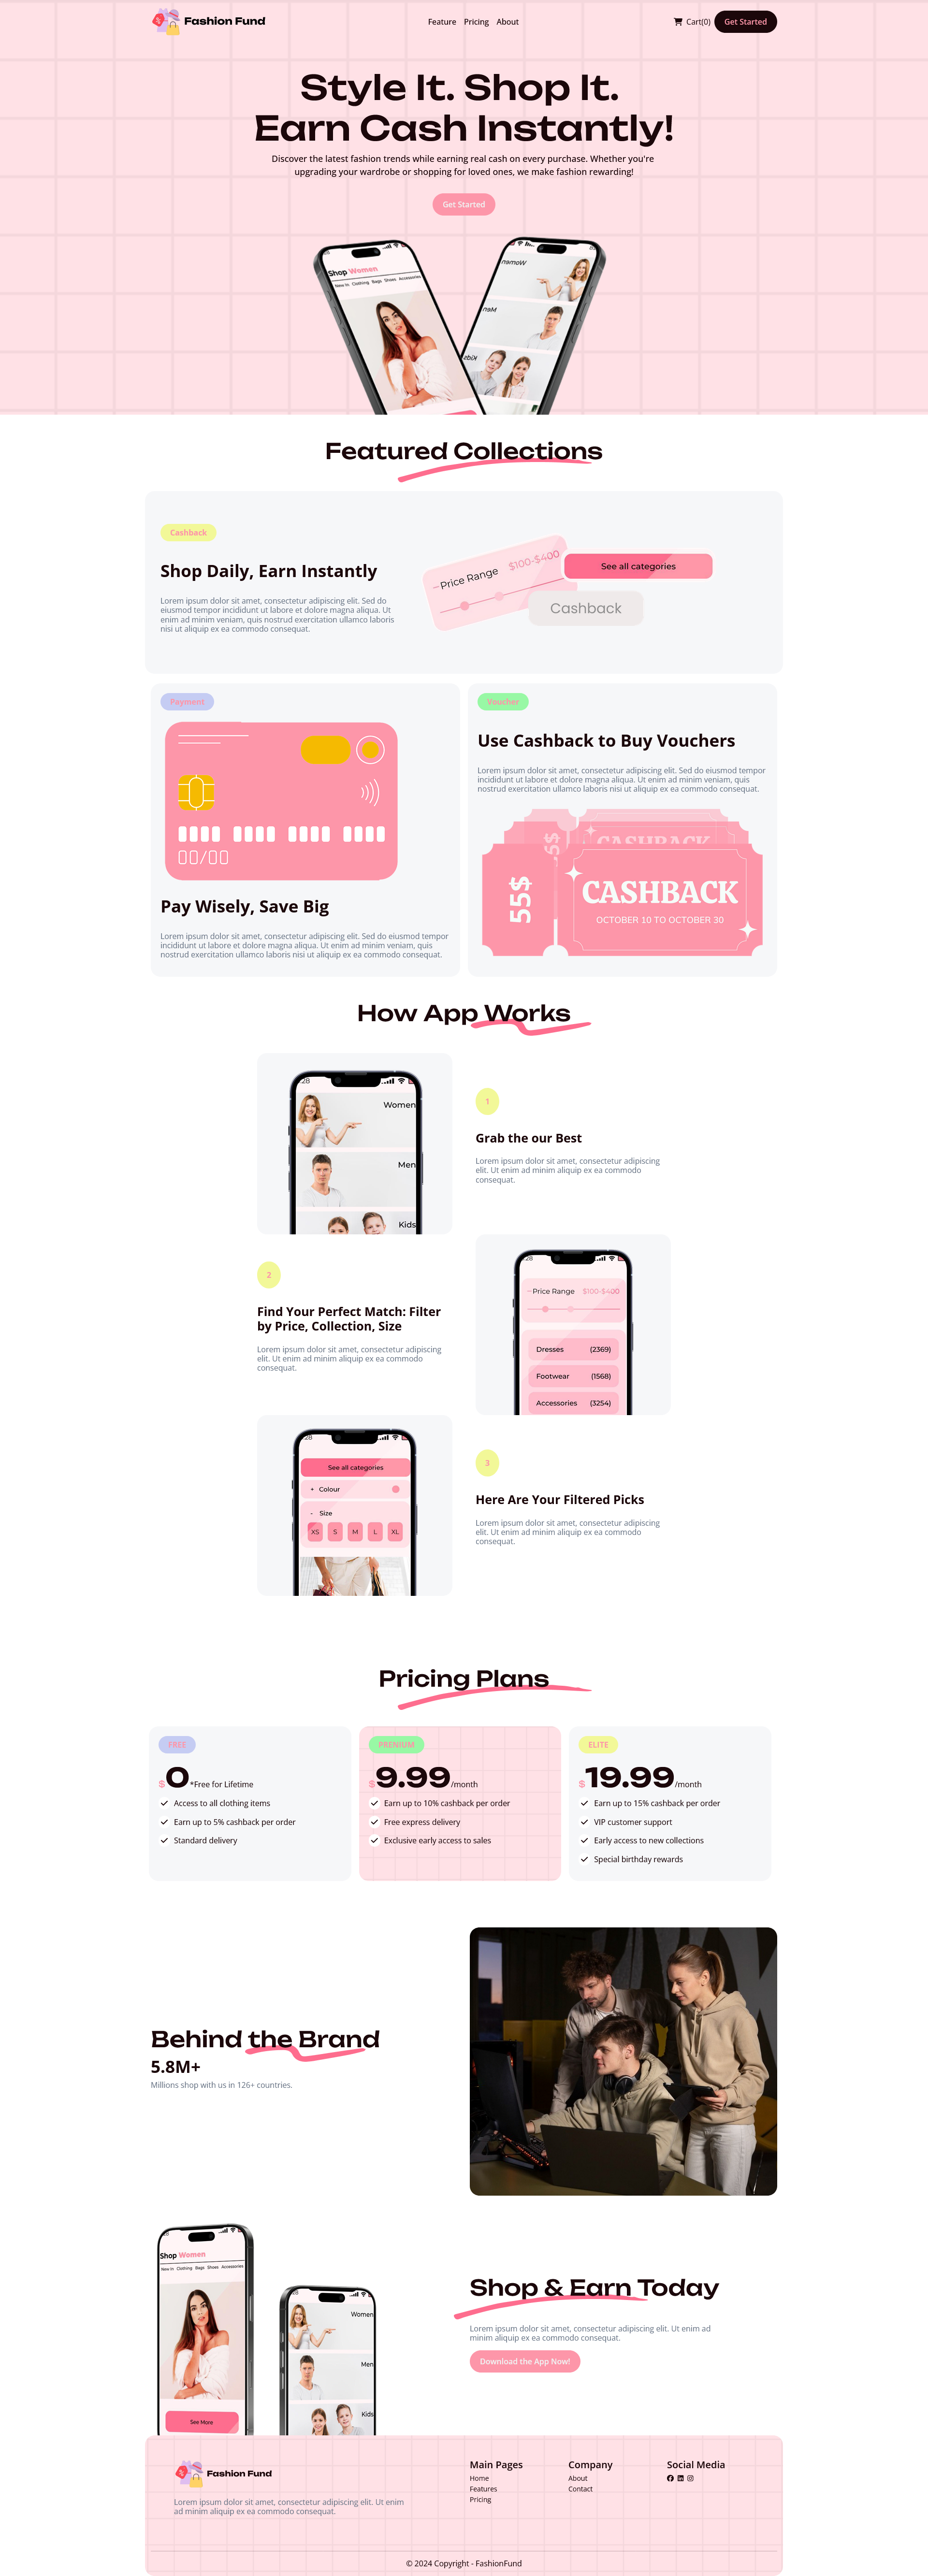 Fashion Fund
Feature Pricing About
Cart(0) Get Started
Style It. Shop It.
Earn Cash Instantly!
Discover the latest fashion trends while earning real cash on every purchase. Whether you're
upgrading your wardrobe or shopping for loved ones, we make fashion rewarding!
Get Started
Shop Women
New In Clothing Bags Shoes Accessories
Women
Men
Kids
Featured Collections
Cashback
Shop Daily, Earn Instantly
Lorem ipsum dolor sit amet, consectetur adipiscing elit. Sed do
eiusmod tempor incididunt ut labore et dolore magna aliqua. Ut
enim ad minim veniam, quis nostrud exercitation ullamco laboris
nisi ut aliquip ex ea commodo consequat.
Price Range $100-$400
See all categories
Cashback
Payment
Pay Wisely, Save Big
Lorem ipsum dolor sit amet, consectetur adipiscing elit. Sed do eiusmod tempor
incididunt ut labore et dolore magna aliqua. Ut enim ad minim veniam, quis
nostrud exercitation ullamco laboris nisi ut aliquip ex ea commodo consequat.
Voucher
Use Cashback to Buy Vouchers
Lorem ipsum dolor sit amet, consectetur adipiscing elit. Sed do eiusmod tempor
incididunt ut labore et dolore magna aliqua. Ut enim ad minim veniam, quis
nostrud exercitation ullamco laboris nisi ut aliquip ex ea commodo consequat.
55$
CASHBACK
OCTOBER 10 TO OCTOBER 30
How App Works
:28
Women
Men
Kids
1
Grab the our Best
Lorem ipsum dolor sit amet, consectetur adipiscing
elit. Ut enim ad minim aliquip ex ea commodo
consequat.
2
Find Your Perfect Match: Filter
by Price, Collection, Size
Lorem ipsum dolor sit amet, consectetur adipiscing
elit. Ut enim ad minim aliquip ex ea commodo
consequat.
:28
Price Range $100-$400
Dresses (2369)
Footwear (1568)
Accessories (3254)
:28
See all categories
+ Colour
- Size
XS S M L XL
3
Here Are Your Filtered Picks
Lorem ipsum dolor sit amet, consectetur adipiscing
elit. Ut enim ad minim aliquip ex ea commodo
consequat.
Pricing Plans
FREE
$0*Free for Lifetime
Access to all clothing items
Earn up to 5% cashback per order
Standard delivery
PRENIUM
$9.99/month
Earn up to 10% cashback per order
Free express delivery
Exclusive early access to sales
ELITE
$19.99/month
Earn up to 15% cashback per order
VIP customer support
Early access to new collections
Special birthday rewards
Behind the Brand
5.8M+
Millions shop with us in 126+ countries.
Shop Women
New In Clothing Bags Shoes Accessories
See More
Women
Men
Kids
Shop & Earn Today
Lorem ipsum dolor sit amet, consectetur adipiscing elit. Ut enim ad
minim aliquip ex ea commodo consequat.
Download the App Now!
Fashion Fund
Lorem ipsum dolor sit amet, consectetur adipiscing elit. Ut enim
ad minim aliquip ex ea commodo consequat.
Main Pages
Home
Features
Pricing
Company
About
Contact
Social Media
© 2024 Copyright - FashionFund